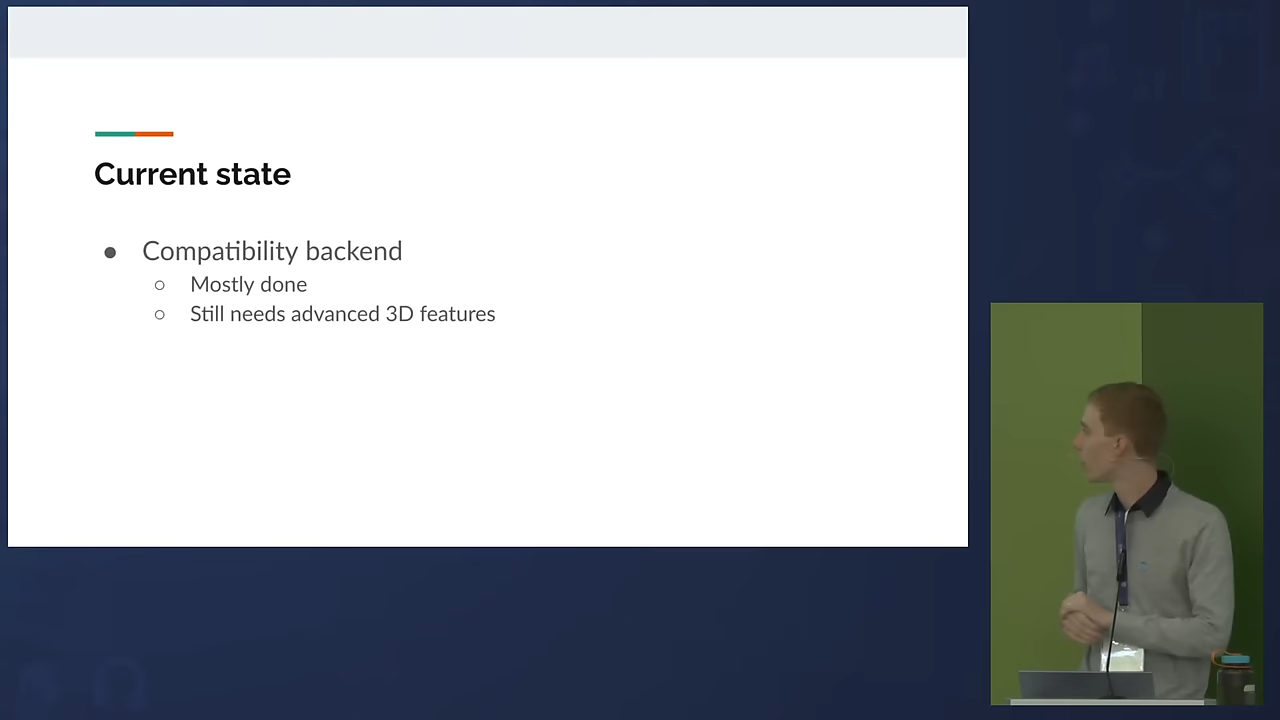 Current state
● Compatibility backend
○ Mostly done
○ Still needs advanced 3D features